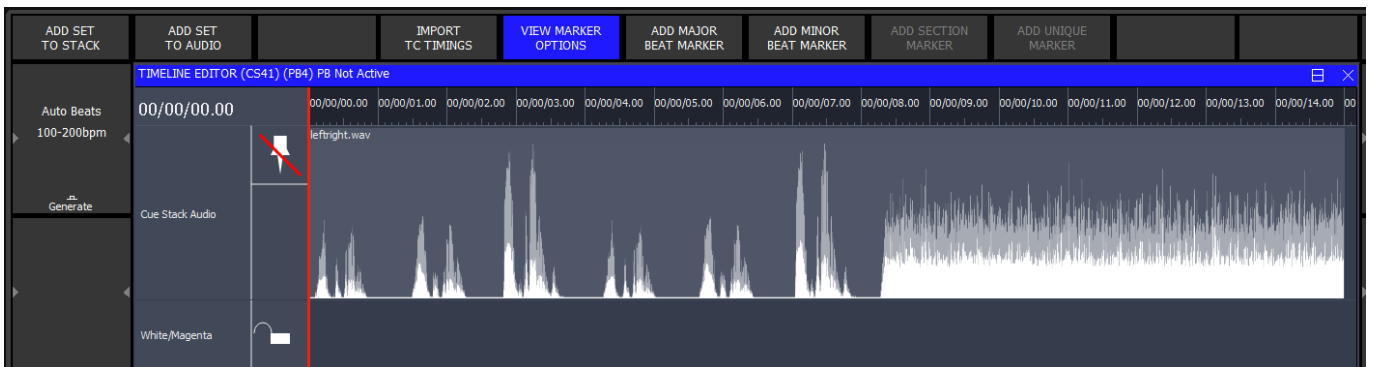 ADD SET
TO STACK
ADD SET
TO AUDIO
IMPORT
TC TIMINGS
VIEW MARKER
OPTIONS
ADD MAJOR
BEAT MARKER
ADD MINOR
BEAT MARKER
ADD SECTION
MARKER
ADD UNIQUE
MARKER
TIMELINE EDITOR (CS41) (PB4) PB Not Active
Auto Beats
100-200bpm
Generate
00/00/00.00
00/00/00.00 00/00/01.00 00/00/02.00 00/00/03.00 00/00/04.00 00/00/05.00 00/00/06.00 00/00/07.00 00/00/08.00 00/00/09.00 00/00/10.00 00/00/11.00 00/00/12.00 00/00/13.00 00/00/14.00 00
leftright.wav
Cue Stack Audio
White/Magenta